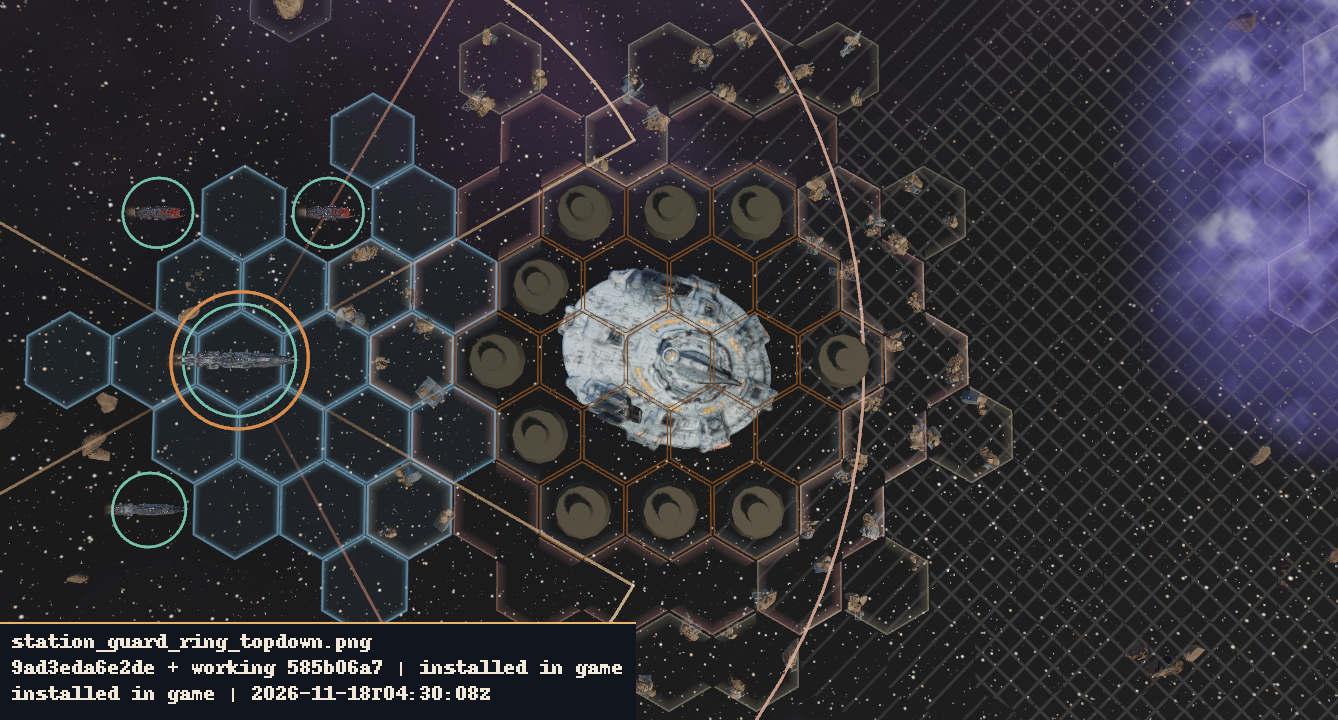 station_guard_ring_topdown.png
9ad3eda6e2de + working 585b06a7 | installed in game
installed in game | 2026-11-18T04:30:08Z